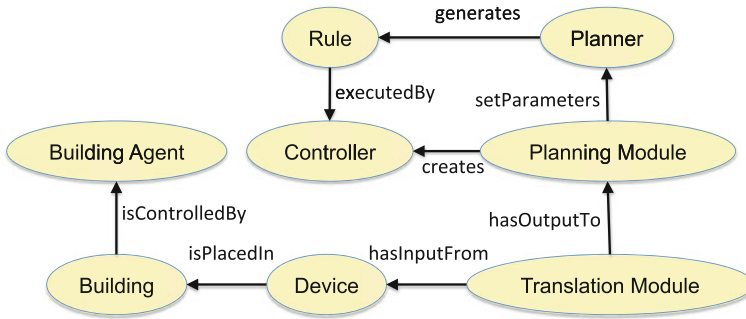 generates
Rule
Planner
executedBy
setParameters
Building Agent
Controller
Planning Module
creates
isControlledBy
hasOutputTo
isPlacedIn
hasInputFrom
Building
Device
Translation Module